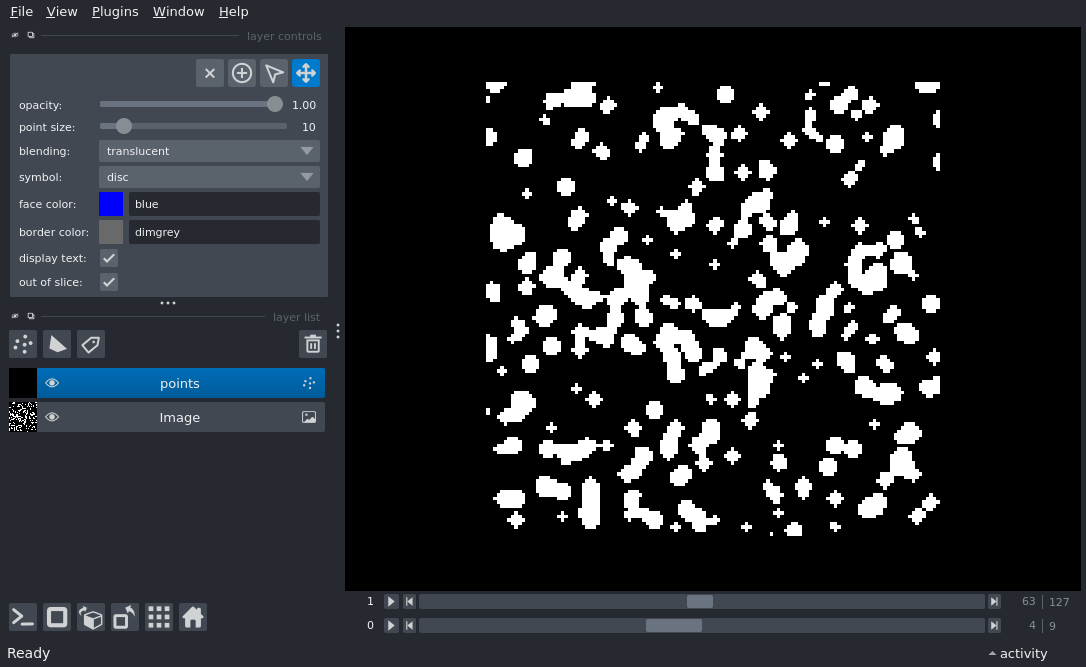 File View Plugins Window Help
layer controls
opacity: 1.00
point size: 10
blending: translucent
symbol: disc
face color: blue
border color: dimgrey
display text:
out of slice:
layer list
points
Image
1 63 127
0 4 9
Ready activity